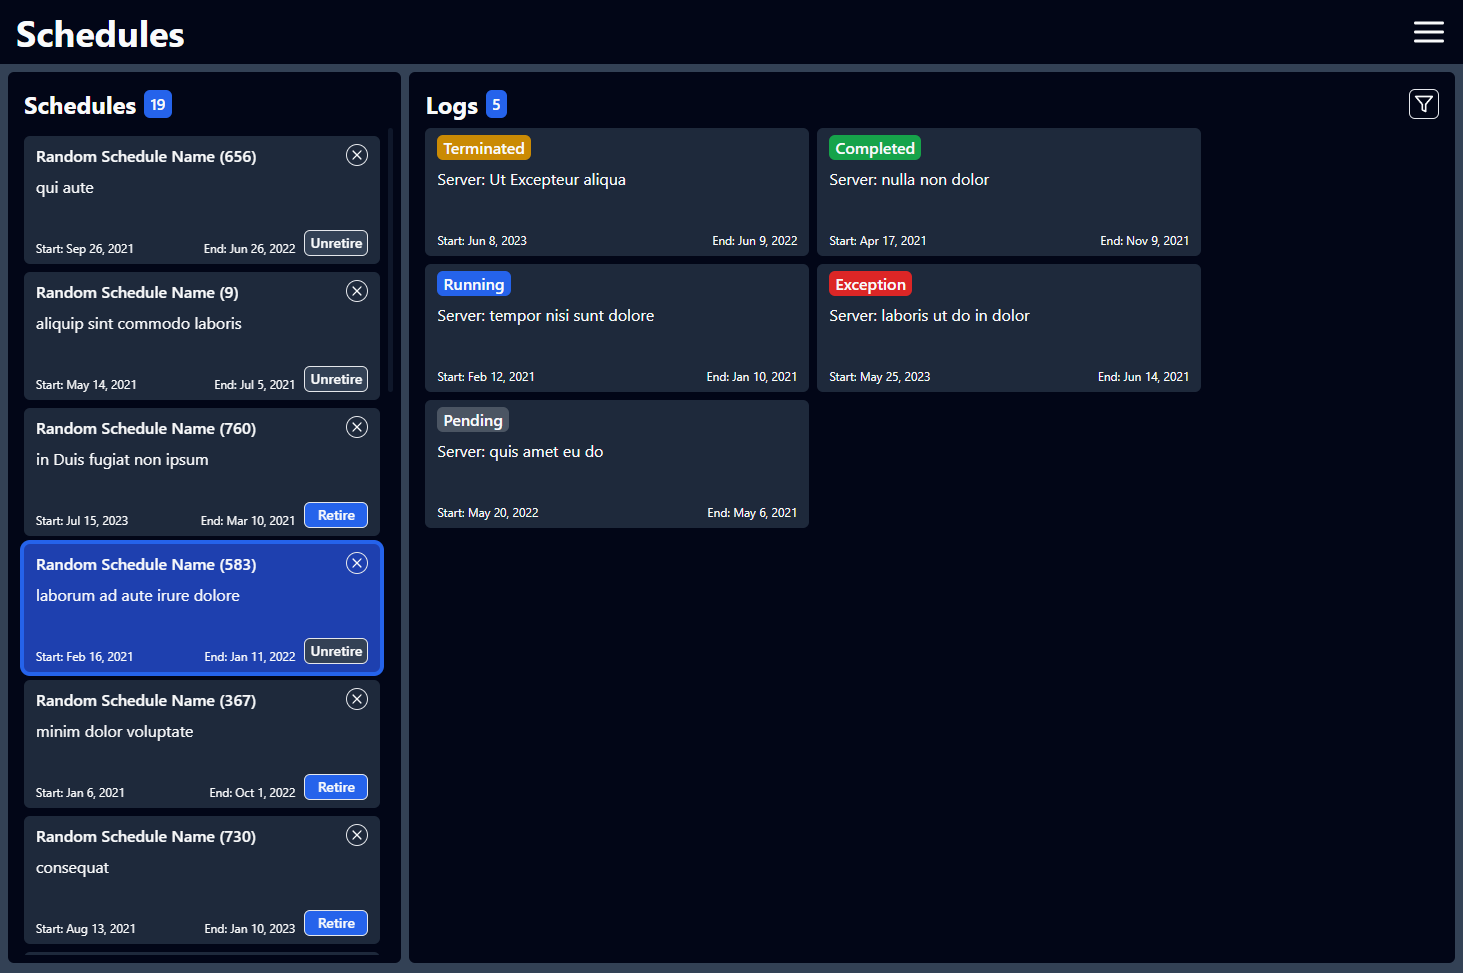 Schedules
Schedules 19
Random Schedule Name (656)
qui aute
Start: Sep 26, 2021 End: Jun 26, 2022 Unretire
Random Schedule Name (9)
aliquip sint commodo laboris
Start: May 14, 2021 End: Jul 5, 2021 Unretire
Random Schedule Name (760)
in Duis fugiat non ipsum
Start: Jul 15, 2023 End: Mar 10, 2021 Retire
Random Schedule Name (583)
laborum ad aute irure dolore
Start: Feb 16, 2021 End: Jan 11, 2022 Unretire
Random Schedule Name (367)
minim dolor voluptate
Start: Jan 6, 2021 End: Oct 1, 2022 Retire
Random Schedule Name (730)
consequat
Start: Aug 13, 2021 End: Jan 10, 2023 Retire
Logs 5
Terminated
Server: Ut Excepteur aliqua
Start: Jun 8, 2023 End: Jun 9, 2022
Completed
Server: nulla non dolor
Start: Apr 17, 2021 End: Nov 9, 2021
Running
Server: tempor nisi sunt dolore
Start: Feb 12, 2021 End: Jan 10, 2021
Exception
Server: laboris ut do in dolor
Start: May 25, 2023 End: Jun 14, 2021
Pending
Server: quis amet eu do
Start: May 20, 2022 End: May 6, 2021